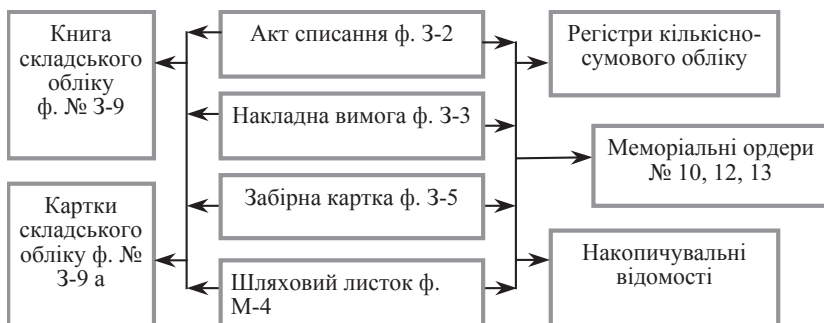 Книга
складського
обліку
ф. № З-9
Картки
складського
обліку ф. №
З-9 а
Акт списання ф. З-2
Накладна вимога ф. З-3
Забірна картка ф. З-5
Шляховий листок ф.
М-4
Регістри кількісно-
сумового обліку
Меморіальні ордери
№ 10, 12, 13
Накопичувальні
відомості